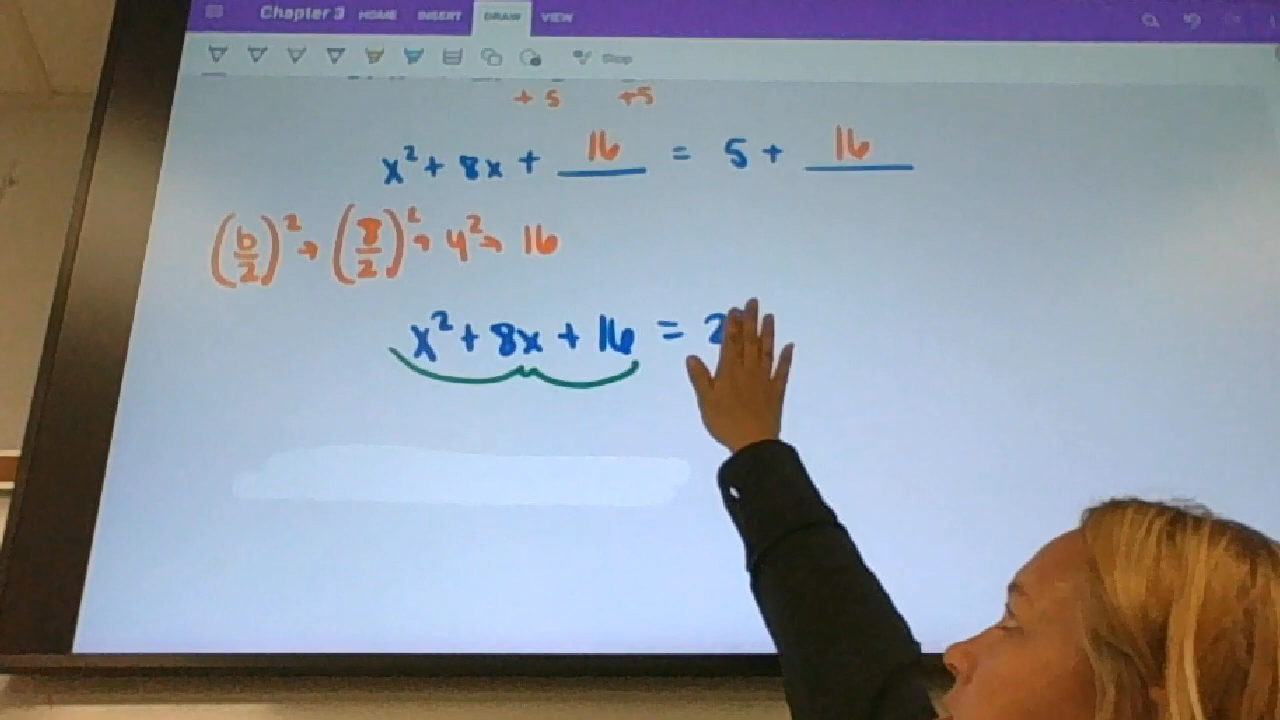 Chapter 3 HOME INSERT DRAW VIEW
+5 +5
x² + 8x + 16 = 5 + 16
(b/2)² → (8/2)² → 4² → 16
x² + 8x + 16 = 2